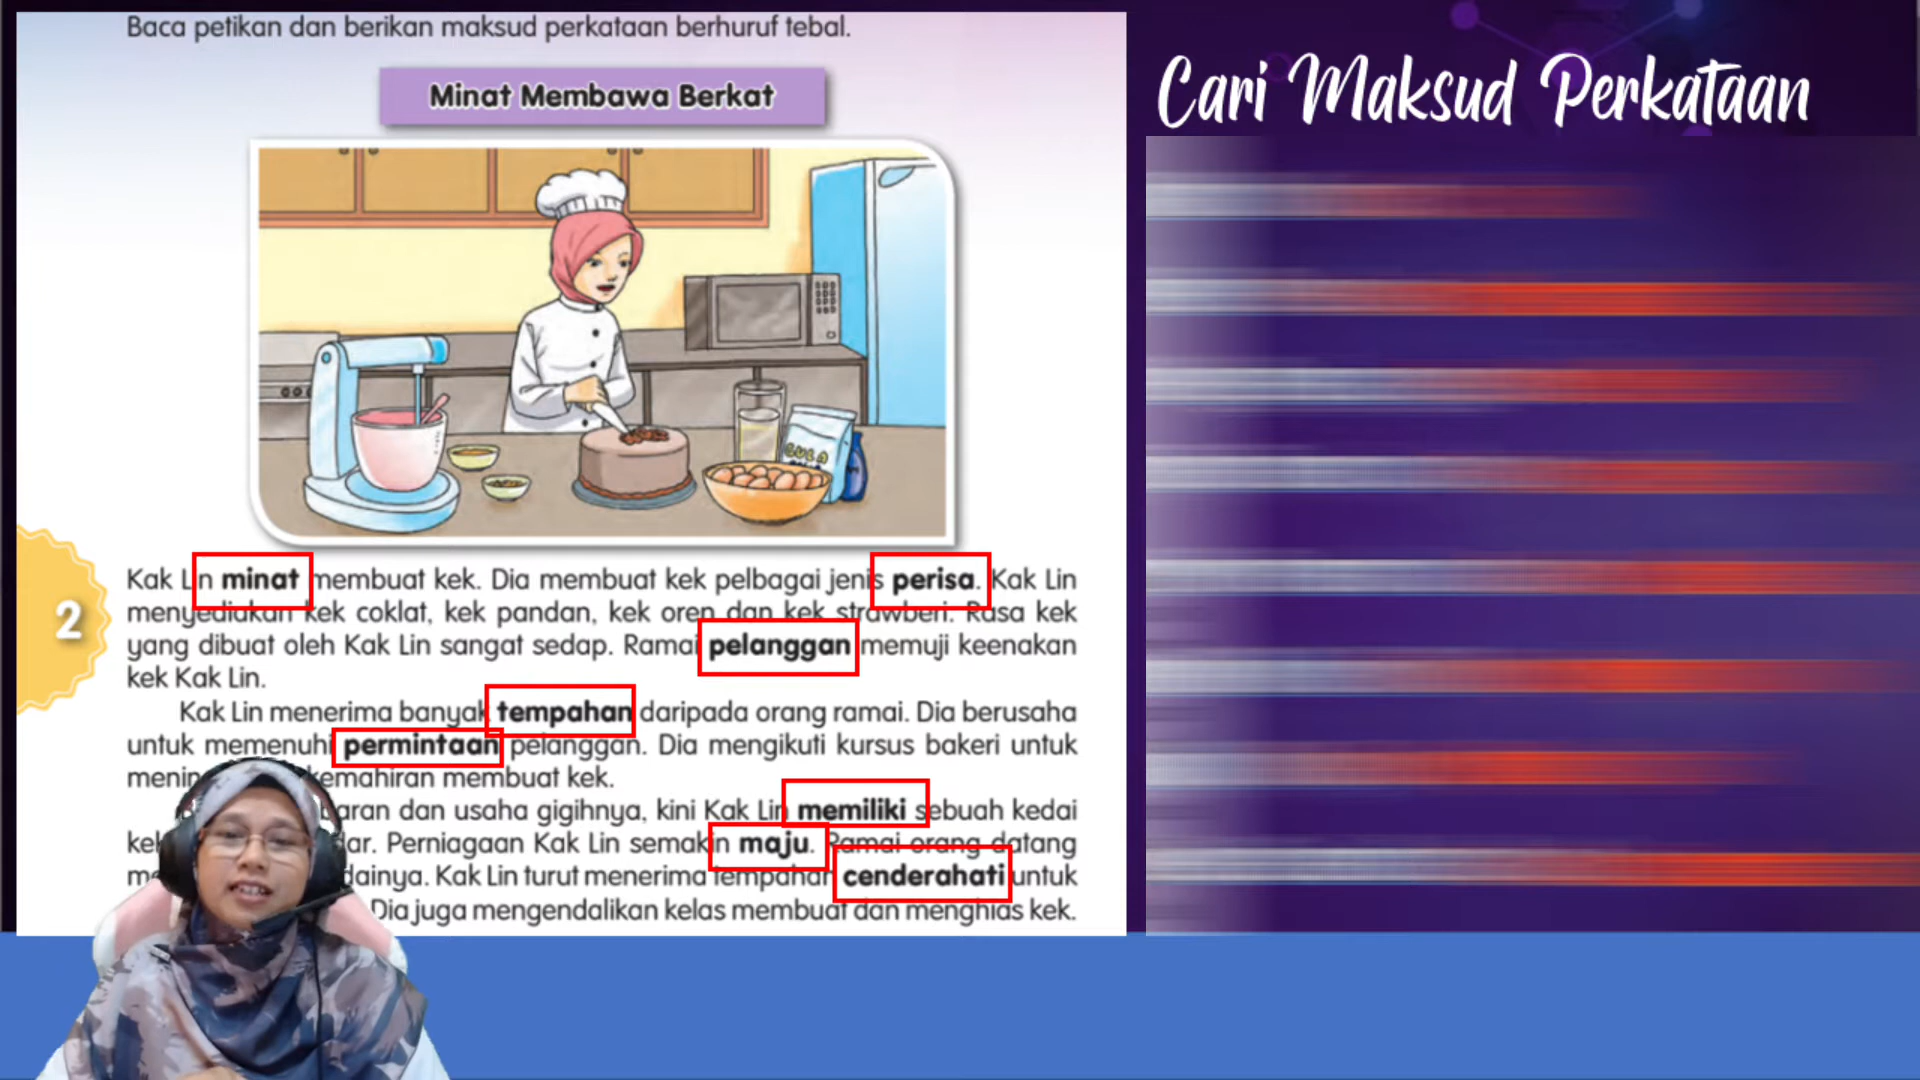 Baca petikan dan berikan maksud perkataan berhuruf tebal.
Minat Membawa Berkat
Cari Maksud Perkataan
GULA
2
Kak Lin minat membuat kek. Dia membuat kek pelbagai jenis perisa. Kak Lin
menyediakan kek coklat, kek pandan, kek oren dan kek strawberi. Rasa kek
yang dibuat oleh Kak Lin sangat sedap. Ramai pelanggan memuji keenakan
kek Kak Lin.
Kak Lin menerima banyak tempahan daripada orang ramai. Dia berusaha
untuk memenuhi permintaan pelanggan. Dia mengikuti kursus bakeri untuk
kemahiran membuat kek.
dan usaha gigihnya, kini Kak Lin memiliki sebuah kedai
Perniagaan Kak Lin semakin maju. Ramai orang datang
Kak Lin turut menerima tempahan cenderahati untuk
Dia juga mengendalikan kelas membuat dan menghias kek.